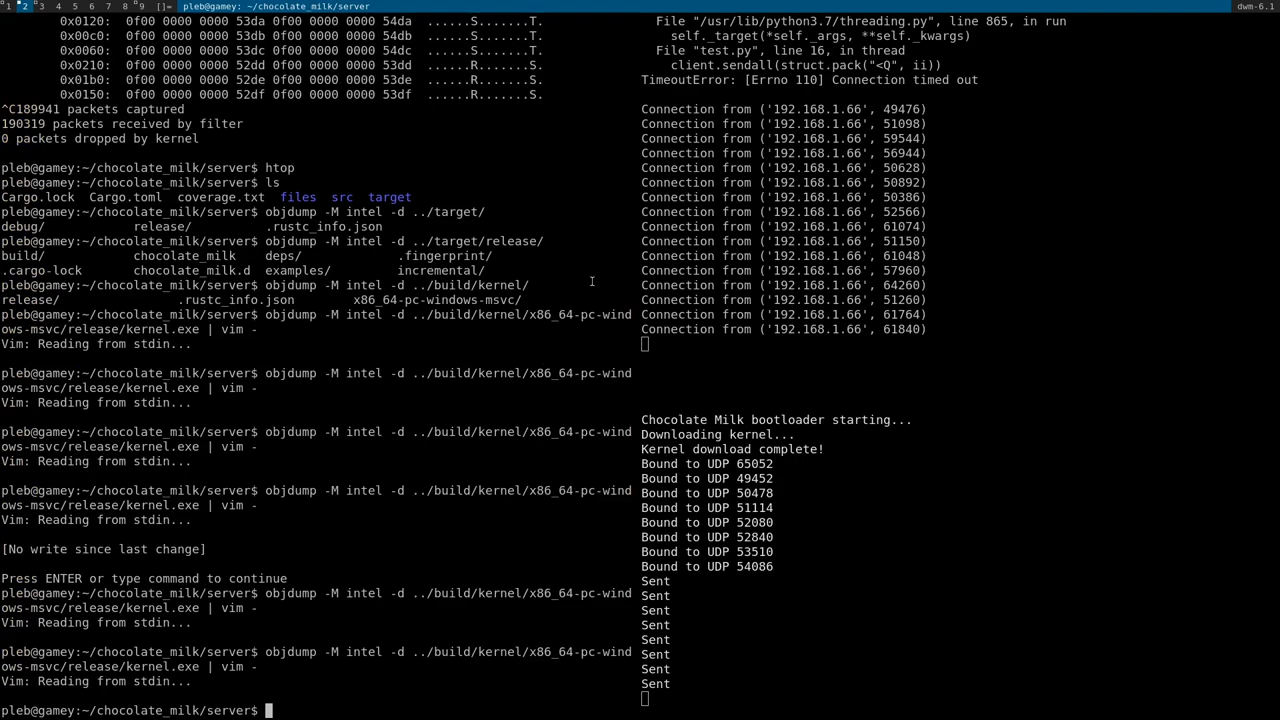 1 2 3 4 5 6 7 8 9 []= pleb@gamey: ~/chocolate_milk/server dwm-6.1
0x0120: 0f00 0000 0000 53da 0f00 0000 0000 54da ......S.......T.
0x00c0: 0f00 0000 0000 53db 0f00 0000 0000 54db ......S.......T.
0x0060: 0f00 0000 0000 53dc 0f00 0000 0000 54dc ......S.......T.
0x0210: 0f00 0000 0000 52dd 0f00 0000 0000 53dd ......R.......S.
0x01b0: 0f00 0000 0000 52de 0f00 0000 0000 53de ......R.......S.
0x0150: 0f00 0000 0000 52df 0f00 0000 0000 53df ......R.......S.
^C189941 packets captured
190319 packets received by filter
0 packets dropped by kernel
pleb@gamey:~/chocolate_milk/server$ htop
pleb@gamey:~/chocolate_milk/server$ ls
Cargo.lock Cargo.toml coverage.txt files src target
pleb@gamey:~/chocolate_milk/server$ objdump -M intel -d ../target/
debug/ release/ .rustc_info.json
pleb@gamey:~/chocolate_milk/server$ objdump -M intel -d ../target/release/
build/ chocolate_milk deps/ .fingerprint/
.cargo-lock chocolate_milk.d examples/ incremental/
pleb@gamey:~/chocolate_milk/server$ objdump -M intel -d ../build/kernel/
release/ .rustc_info.json x86_64-pc-windows-msvc/
pleb@gamey:~/chocolate_milk/server$ objdump -M intel -d ../build/kernel/x86_64-pc-wind
ows-msvc/release/kernel.exe | vim -
Vim: Reading from stdin...
pleb@gamey:~/chocolate_milk/server$ objdump -M intel -d ../build/kernel/x86_64-pc-wind
ows-msvc/release/kernel.exe | vim -
Vim: Reading from stdin...
pleb@gamey:~/chocolate_milk/server$ objdump -M intel -d ../build/kernel/x86_64-pc-wind
ows-msvc/release/kernel.exe | vim -
Vim: Reading from stdin...
pleb@gamey:~/chocolate_milk/server$ objdump -M intel -d ../build/kernel/x86_64-pc-wind
ows-msvc/release/kernel.exe | vim -
Vim: Reading from stdin...
[No write since last change]
Press ENTER or type command to continue
pleb@gamey:~/chocolate_milk/server$ objdump -M intel -d ../build/kernel/x86_64-pc-wind
ows-msvc/release/kernel.exe | vim -
Vim: Reading from stdin...
pleb@gamey:~/chocolate_milk/server$ objdump -M intel -d ../build/kernel/x86_64-pc-wind
ows-msvc/release/kernel.exe | vim -
Vim: Reading from stdin...
pleb@gamey:~/chocolate_milk/server$
File "/usr/lib/python3.7/threading.py", line 865, in run
self._target(*self._args, **self._kwargs)
File "test.py", line 16, in thread
client.sendall(struct.pack("<Q", ii))
TimeoutError: [Errno 110] Connection timed out
Connection from ('192.168.1.66', 49476)
Connection from ('192.168.1.66', 51098)
Connection from ('192.168.1.66', 59544)
Connection from ('192.168.1.66', 56944)
Connection from ('192.168.1.66', 50628)
Connection from ('192.168.1.66', 50892)
Connection from ('192.168.1.66', 50386)
Connection from ('192.168.1.66', 52566)
Connection from ('192.168.1.66', 61074)
Connection from ('192.168.1.66', 51150)
Connection from ('192.168.1.66', 61048)
Connection from ('192.168.1.66', 57960)
Connection from ('192.168.1.66', 64260)
Connection from ('192.168.1.66', 51260)
Connection from ('192.168.1.66', 61764)
Connection from ('192.168.1.66', 61840)
Chocolate Milk bootloader starting...
Downloading kernel...
Kernel download complete!
Bound to UDP 65052
Bound to UDP 49452
Bound to UDP 50478
Bound to UDP 51114
Bound to UDP 52080
Bound to UDP 52840
Bound to UDP 53510
Bound to UDP 54086
Sent
Sent
Sent
Sent
Sent
Sent
Sent
Sent